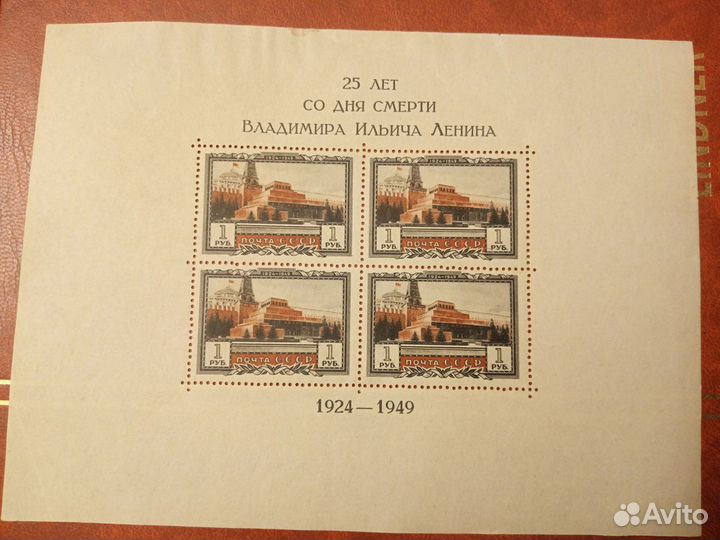 25 ЛЕТ
СО ДНЯ СМЕРТИ
ВЛАДИМИРА ИЛЬИЧА ЛЕНИНА
1924-1949 1924-1949
1 РУБ. ПОЧТА СССР 1 РУБ. 1 РУБ. ПОЧТА СССР 1 РУБ.
1924-1949 1924-1949
1 РУБ. ПОЧТА СССР 1 РУБ. 1 РУБ. ПОЧТА СССР 1 РУБ.
1924—1949
LINDNER
Avito